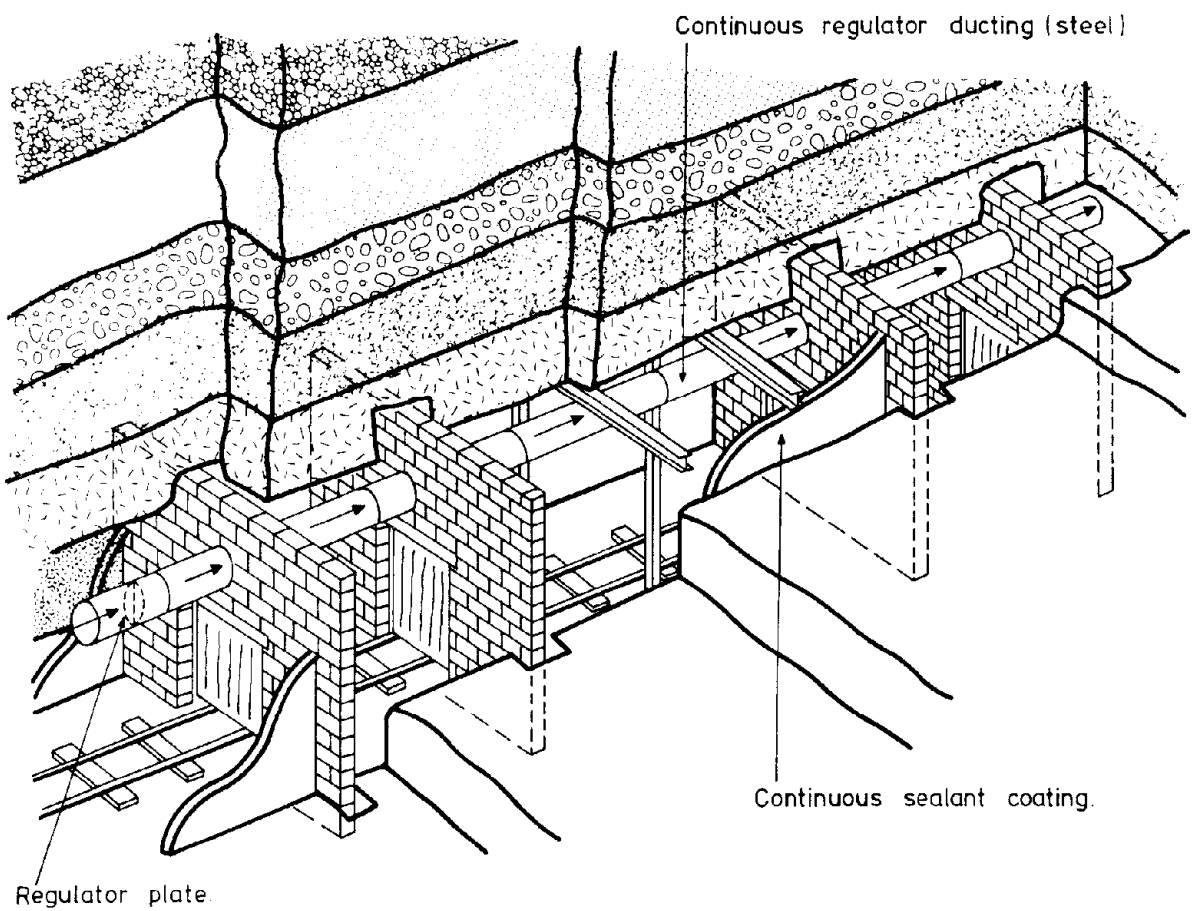 Continuous regulator ducting (steel)
Continuous sealant coating.
Regulator plate.